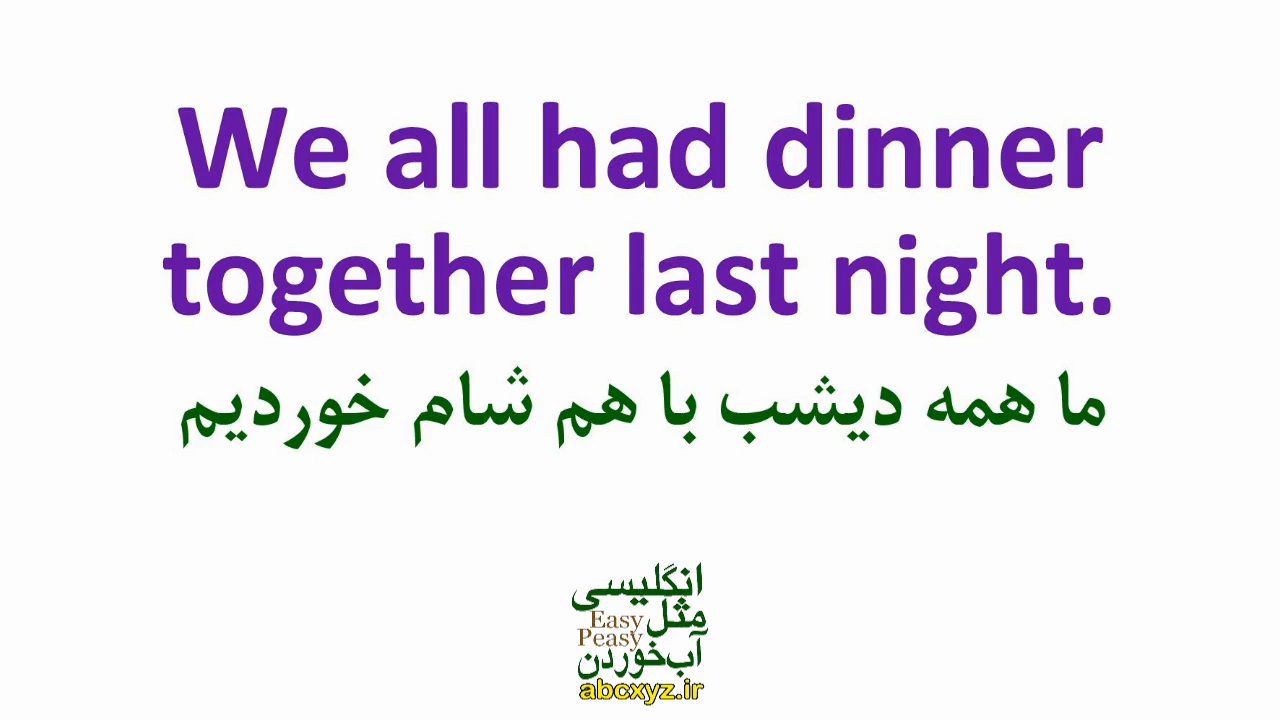 We all had dinner
together last night.
ما همه دیشب با هم شام خوردیم
انگلیسی
مثل
Easy
Peasy
آب‌خوردن
abcxyz.ir